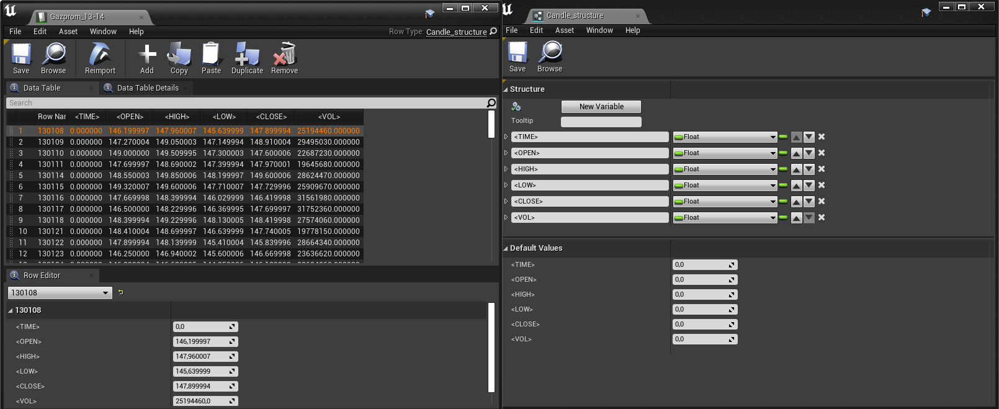 Gazprom_13-14
File Edit Asset Window Help Row Type: Candle_structure
Save Browse Reimport Add Copy Paste Duplicate Remove
Data Table Data Table Details
Search
Row Nar <TIME> <OPEN> <HIGH> <LOW> <CLOSE> <VOL>
1 130108 0.000000 146.199997 147.960007 145.639999 147.899994 25194460.000000
2 130109 0.000000 147.270004 149.050003 147.149994 148.910004 29495030.000000
3 130110 0.000000 149.000000 149.509995 147.300003 147.600006 22687230.000000
4 130111 0.000000 147.699997 148.690002 147.399994 147.970001 19645680.000000
5 130114 0.000000 148.550003 149.850006 148.199997 149.600006 28624470.000000
6 130115 0.000000 149.320007 149.600006 147.710007 147.729996 25909670.000000
7 130116 0.000000 147.669998 148.399994 146.029999 146.419998 31561980.000000
8 130117 0.000000 146.500000 148.229996 146.369995 147.699997 31752360.000000
9 130118 0.000000 148.399994 149.229996 148.130005 148.419998 27574060.000000
10 130121 0.000000 148.410004 148.699997 146.639999 147.740005 19778150.000000
11 130122 0.000000 147.899994 148.139999 145.410004 145.839996 28664340.000000
12 130123 0.000000 146.250000 146.940002 145.600006 146.669998 23636620.000000
Row Editor
130108
130108
<TIME> 0,0
<OPEN> 146,199997
<HIGH> 147,960007
<LOW> 145,639999
<CLOSE> 147,899994
<VOL> 25194460,0
Candle_structure
File Edit Asset Window Help
Save Browse
Structure
New Variable
Tooltip
<TIME> Float
<OPEN> Float
<HIGH> Float
<LOW> Float
<CLOSE> Float
<VOL> Float
Default Values
<TIME> 0,0
<OPEN> 0,0
<HIGH> 0,0
<LOW> 0,0
<CLOSE> 0,0
<VOL> 0,0